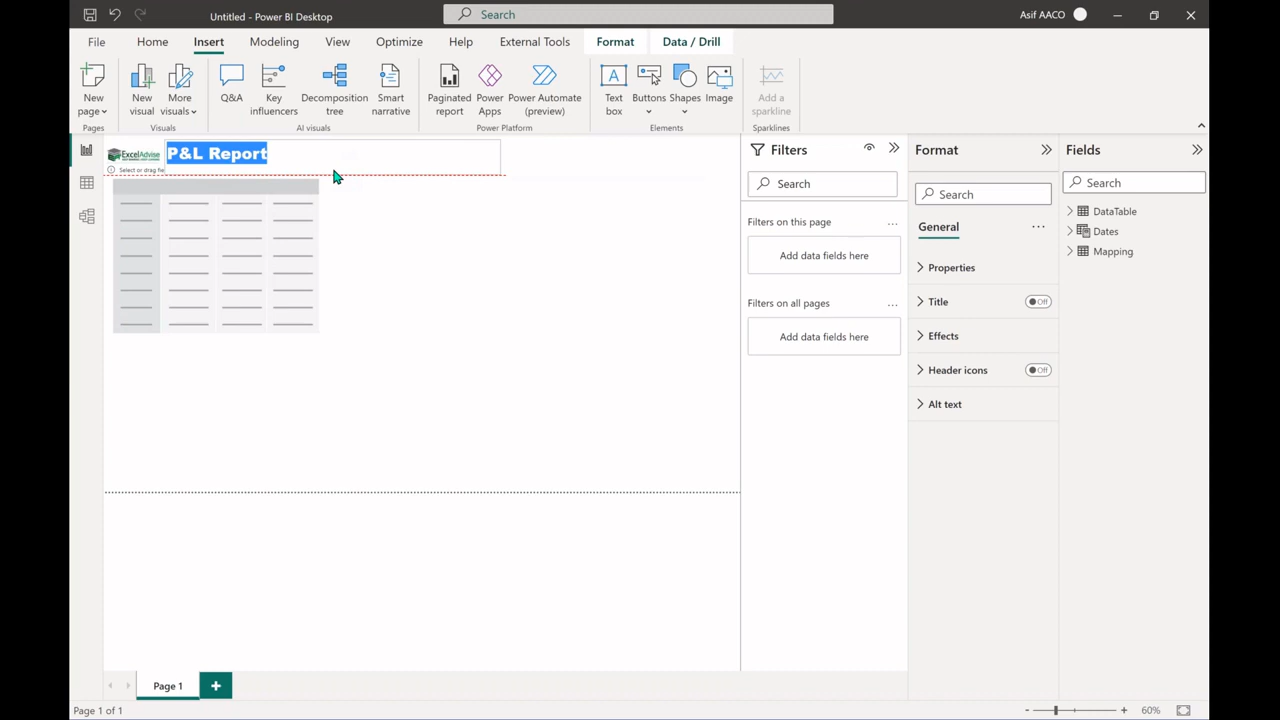 Untitled - Power BI Desktop
Search
Asif AACO
File Home Insert Modeling View Optimize Help External Tools Format Data / Drill
New page
New visual
More visuals
Q&A
Key influencers
Decomposition tree
Smart narrative
Paginated report
Power Apps
Power Automate (preview)
Text box
Buttons
Shapes
Image
Add a sparkline
Pages
Visuals
AI visuals
Power Platform
Elements
Sparklines
ExcelAdvise
P&L Report
Select or drag fie
Filters
Search
Filters on this page
...
Add data fields here
Filters on all pages
...
Add data fields here
Format
Search
General
...
Properties
Title Off
Effects
Header icons Off
Alt text
Fields
Search
DataTable
Dates
Mapping
Page 1
Page 1 of 1
- + 60%